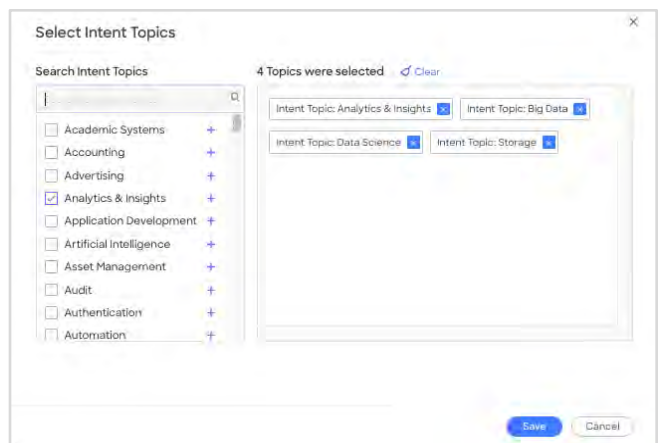 Select Intent Topics
Search Intent Topics
4 Topics were selected Clear
Academic Systems +
Accounting +
Advertising +
Analytics & Insights +
Application Development +
Artificial Intelligence +
Asset Management +
Audit +
Authentication +
Automation +
Intent Topic: Analytics & Insights × Intent Topic: Big Data ×
Intent Topic: Data Science × Intent Topic: Storage ×
Save Cancel